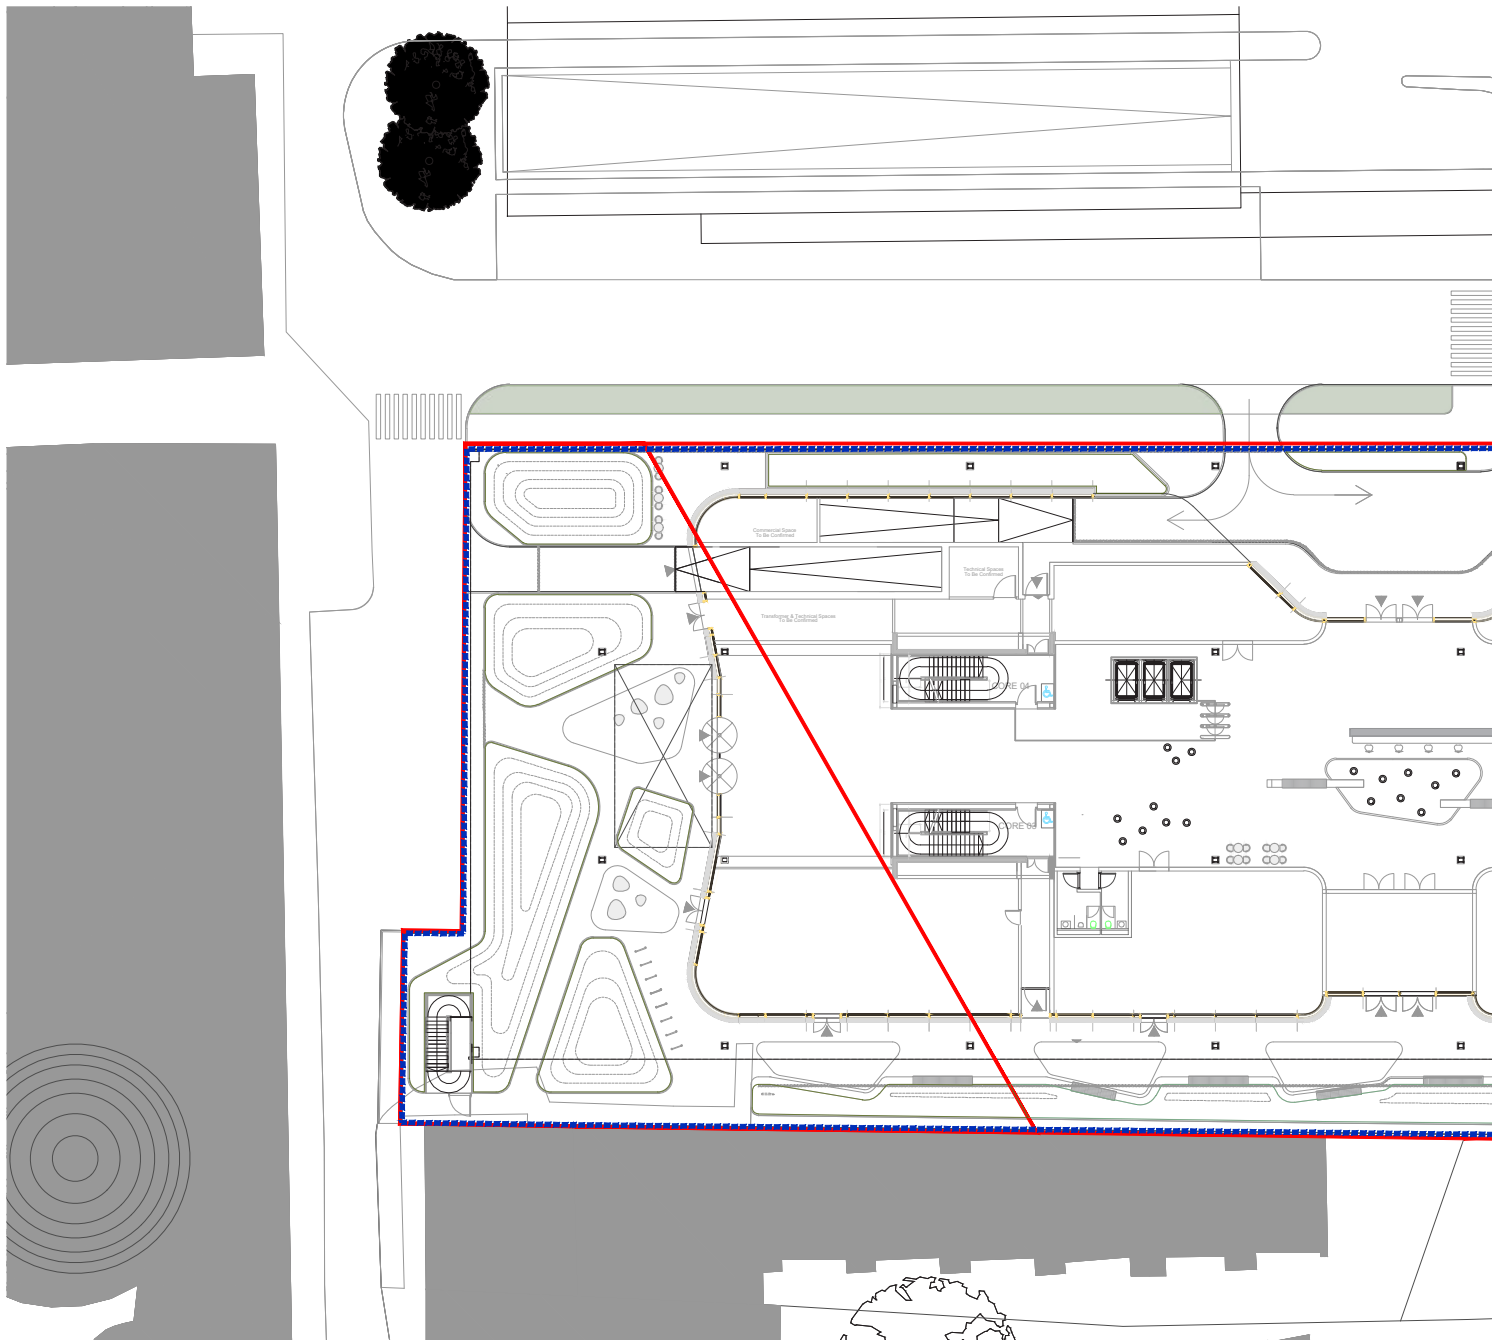 Commercial Space
To Be Confirmed
Technical Spaces
To Be Confirmed
Transformer & Technical Spaces
To Be Confirmed
CORE 04
CORE 03